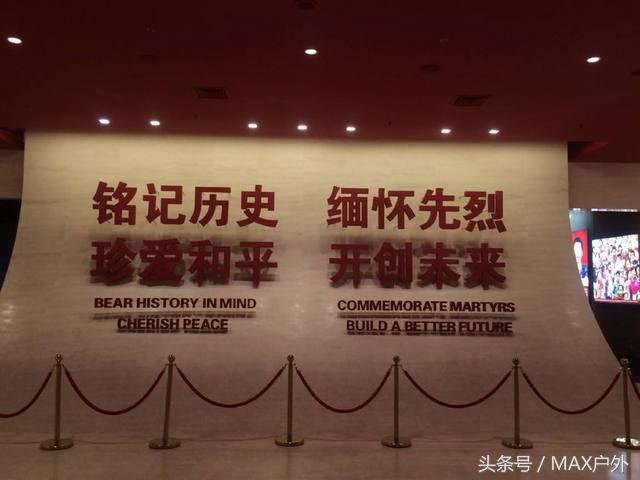 铭记历史 缅怀先烈
珍爱和平 开创未来
BEAR HISTORY IN MIND
CHERISH PEACE
COMMEMORATE MARTYRS
BUILD A BETTER FUTURE
头条号 / MAX户外